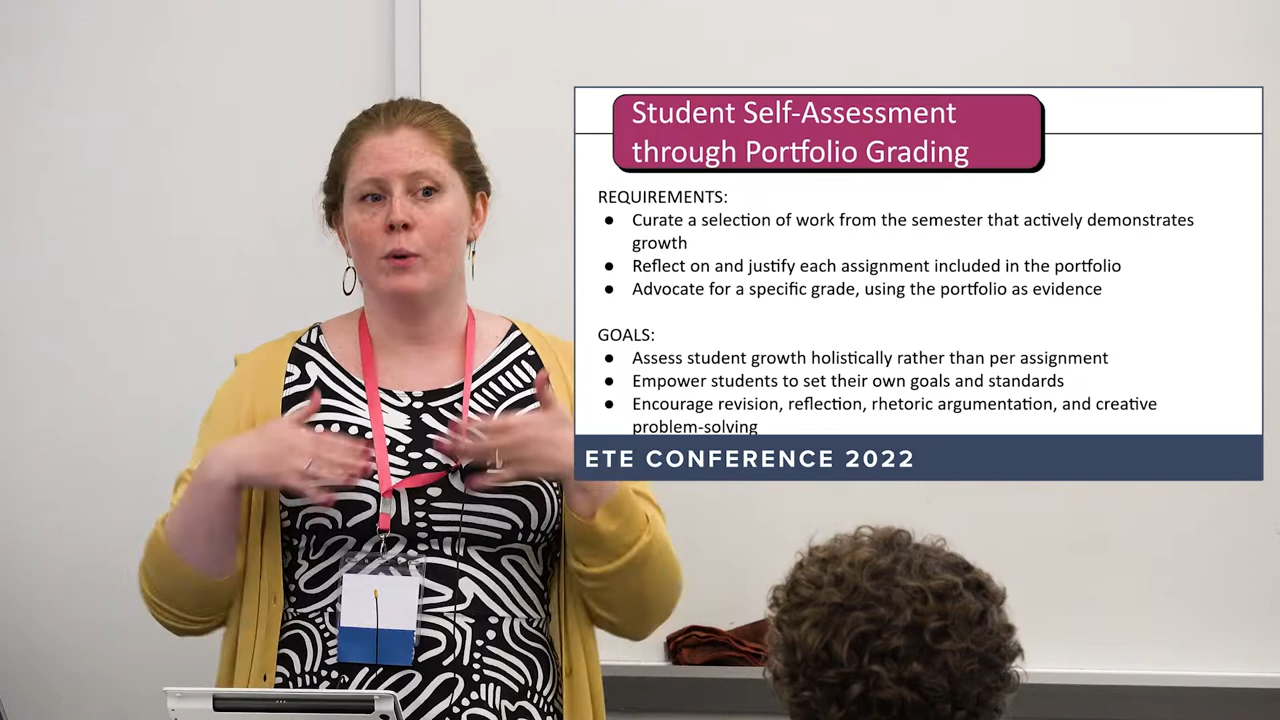 Student Self-Assessment
through Portfolio Grading
REQUIREMENTS:
● Curate a selection of work from the semester that actively demonstrates
growth
● Reflect on and justify each assignment included in the portfolio
● Advocate for a specific grade, using the portfolio as evidence
GOALS:
● Assess student growth holistically rather than per assignment
● Empower students to set their own goals and standards
● Encourage revision, reflection, rhetoric argumentation, and creative
problem-solving
ETE CONFERENCE 2022